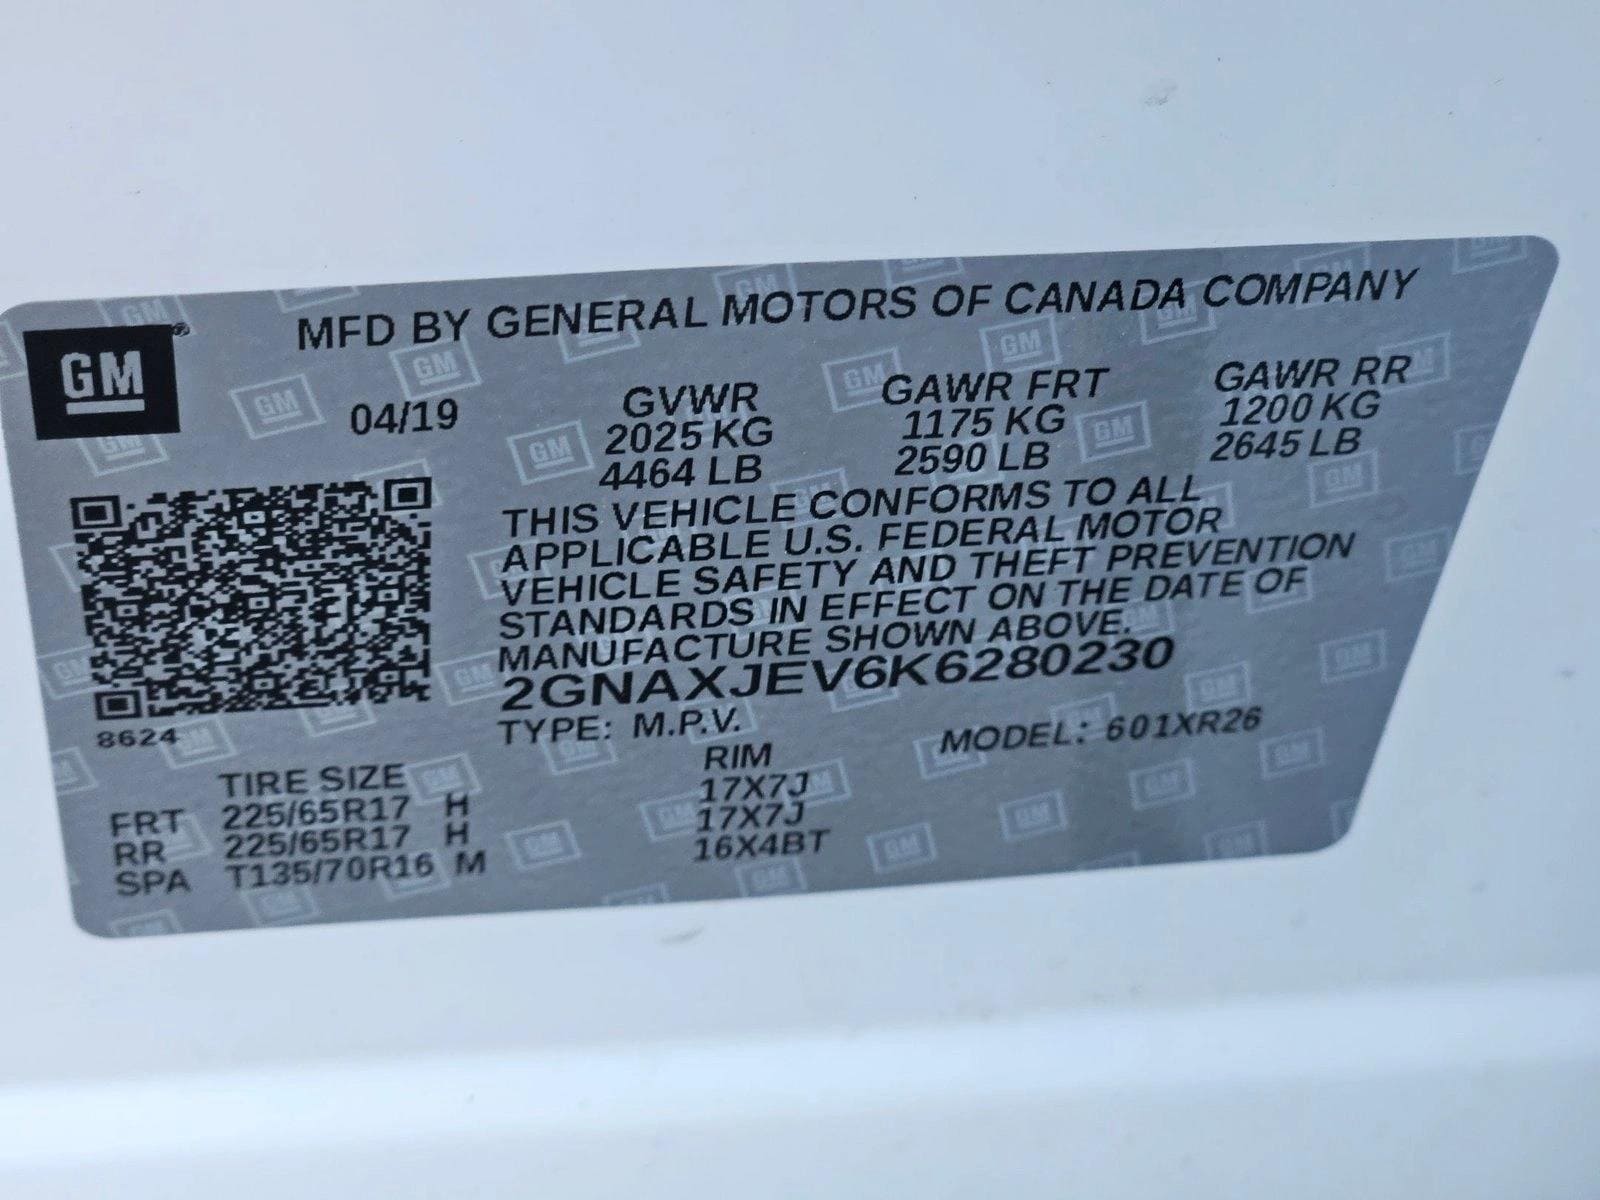 GM
MFD BY GENERAL MOTORS OF CANADA COMPANY
04/19 GVWR GAWR FRT GAWR RR
2025 KG 1175 KG 1200 KG
4464 LB 2590 LB 2645 LB
THIS VEHICLE CONFORMS TO ALL
APPLICABLE U.S. FEDERAL MOTOR
VEHICLE SAFETY AND THEFT PREVENTION
STANDARDS IN EFFECT ON THE DATE OF
MANUFACTURE SHOWN ABOVE.
2GNAXJEV6K6280230
8624 TYPE: M.P.V. MODEL: 601XR26
TIRE SIZE RIM
FRT 225/65R17 H 17X7J
RR 225/65R17 H 17X7J
SPA T135/70R16 M 16X4BT